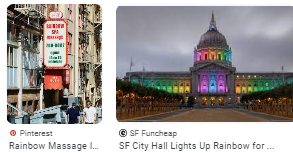 RAINBOW
SPA
massage
Pinterest
Rainbow Massage l...
SF Funcheap
SF City Hall Lights Up Rainbow for ...